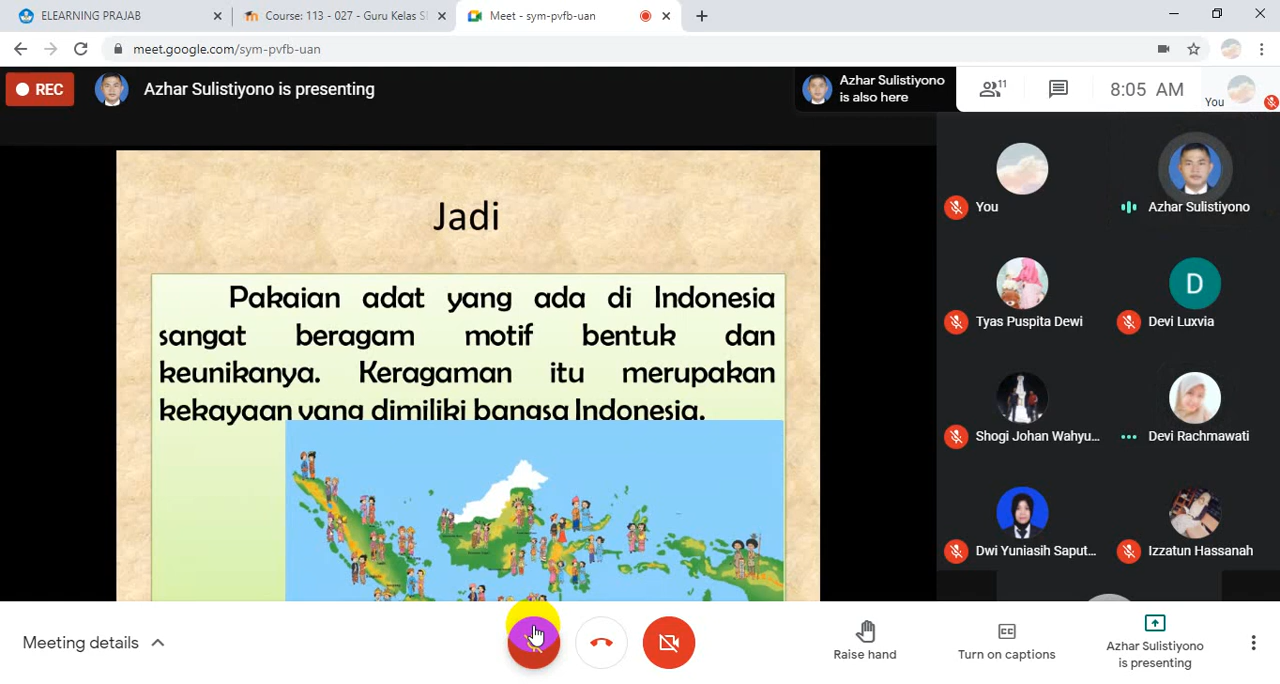 ELEARNING PRAJAB
Course: 113 - 027 - Guru Kelas S
Meet - sym-pvfb-uan
meet.google.com/sym-pvfb-uan
REC
Azhar Sulistiyono is presenting
Azhar Sulistiyono
is also here
11
8:05 AM
You
Jadi
Pakaian adat yang ada di Indonesia
sangat beragam motif bentuk dan
keunikanya. Keragaman itu merupakan
kekayaan yang dimiliki bangsa Indonesia.
You
Azhar Sulistiyono
Tyas Puspita Dewi
D
Devi Luxvia
Shogi Johan Wahyu...
Devi Rachmawati
Dwi Yuniasih Saput...
Izzatun Hassanah
Meeting details
Raise hand
CC
Turn on captions
Azhar Sulistiyono
is presenting